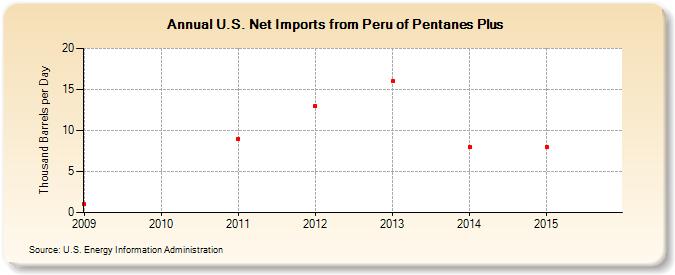 Annual U.S. Net Imports from Peru of Pentanes Plus
Thousand Barrels per Day
20
15
10
5
0
2009 2010 2011 2012 2013 2014 2015
Source: U.S. Energy Information Administration